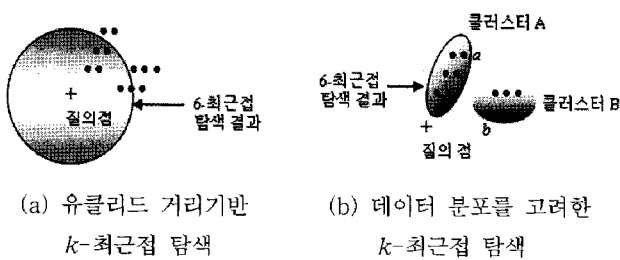 +
질의점
6-최근접
탐색 결과
(a) 유클리드 거리기반
k-최근접 탐색
클러스터 A
a
6-최근접
탐색 결과
클러스터 B
b
+
질의 점
(b) 데이터 분포를 고려한
k-최근접 탐색